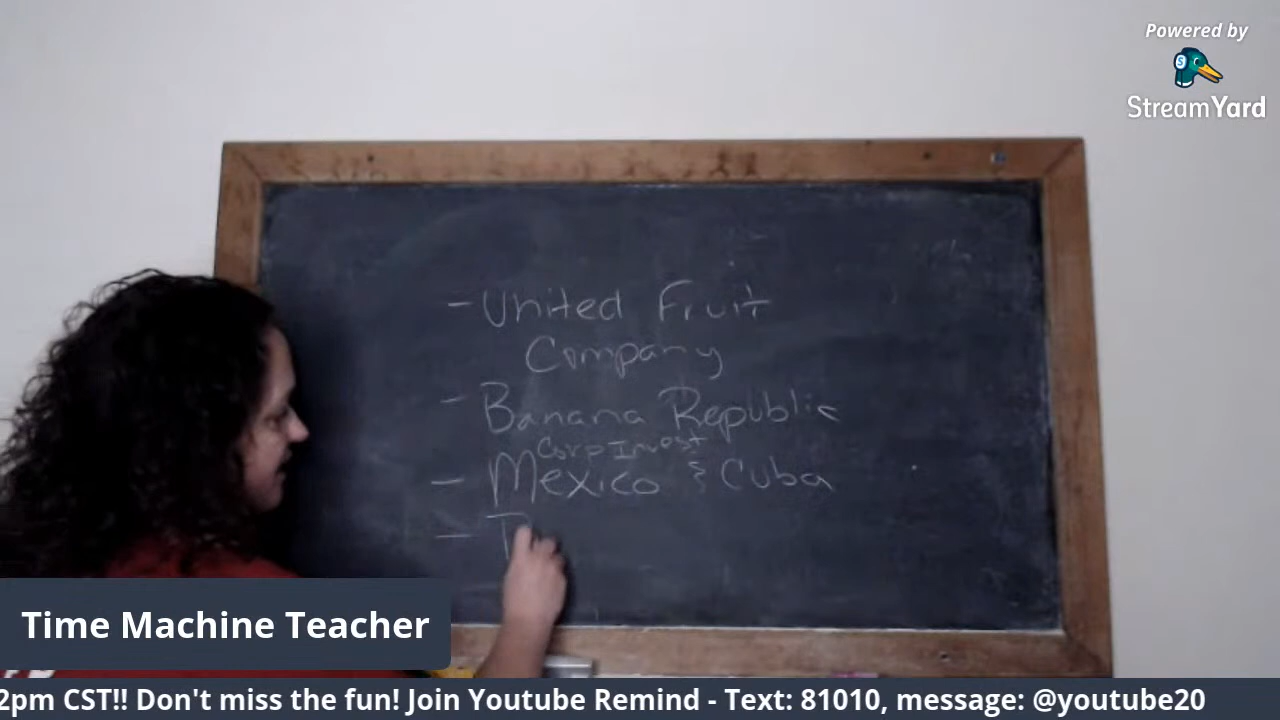 Powered by
StreamYard
- United Fruit
Company
- Banana Republic
Corp Invest
- Mexico & Cuba
-
Time Machine Teacher
2pm CST!! Don't miss the fun! Join Youtube Remind - Text: 81010, message: @youtube20